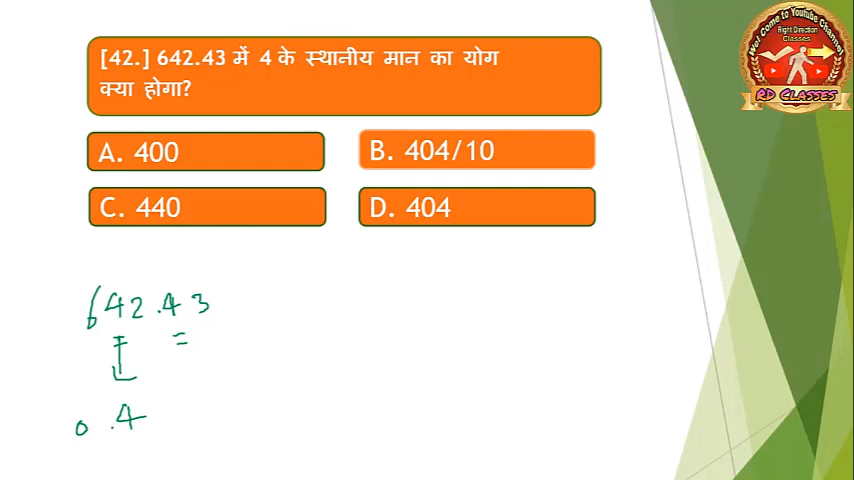 [42.] 642.43 में 4 के स्थानीय मान का योग
क्या होगा?
A. 400
B. 404/10
C. 440
D. 404
642.43
0.4
Wel Come to Youtube Channel
Right Direction
Classes
RD CLASSES